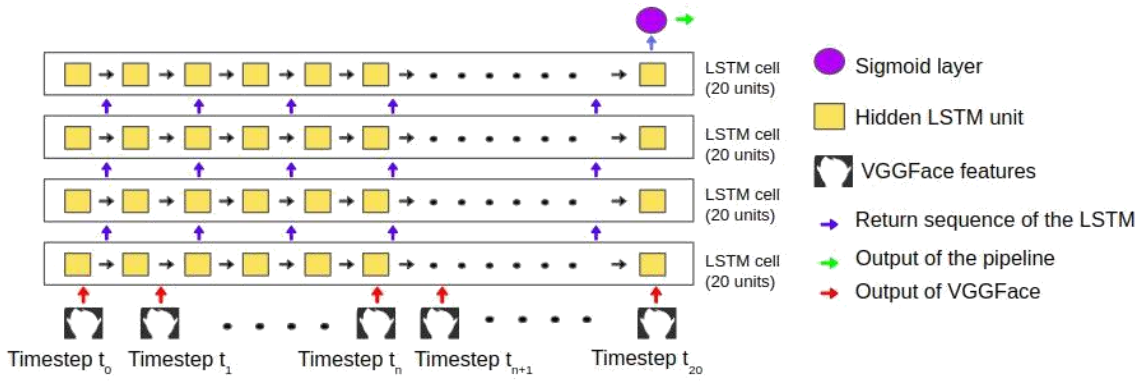 LSTM cell
(20 units)
LSTM cell
(20 units)
LSTM cell
(20 units)
LSTM cell
(20 units)
Timestep to
Timestep t1
Timestep tn
Timestep tn+1
Timestep t20
Sigmoid layer
Hidden LSTM unit
VGGFace features
Return sequence of the LSTM
Output of the pipeline
Output of VGGFace